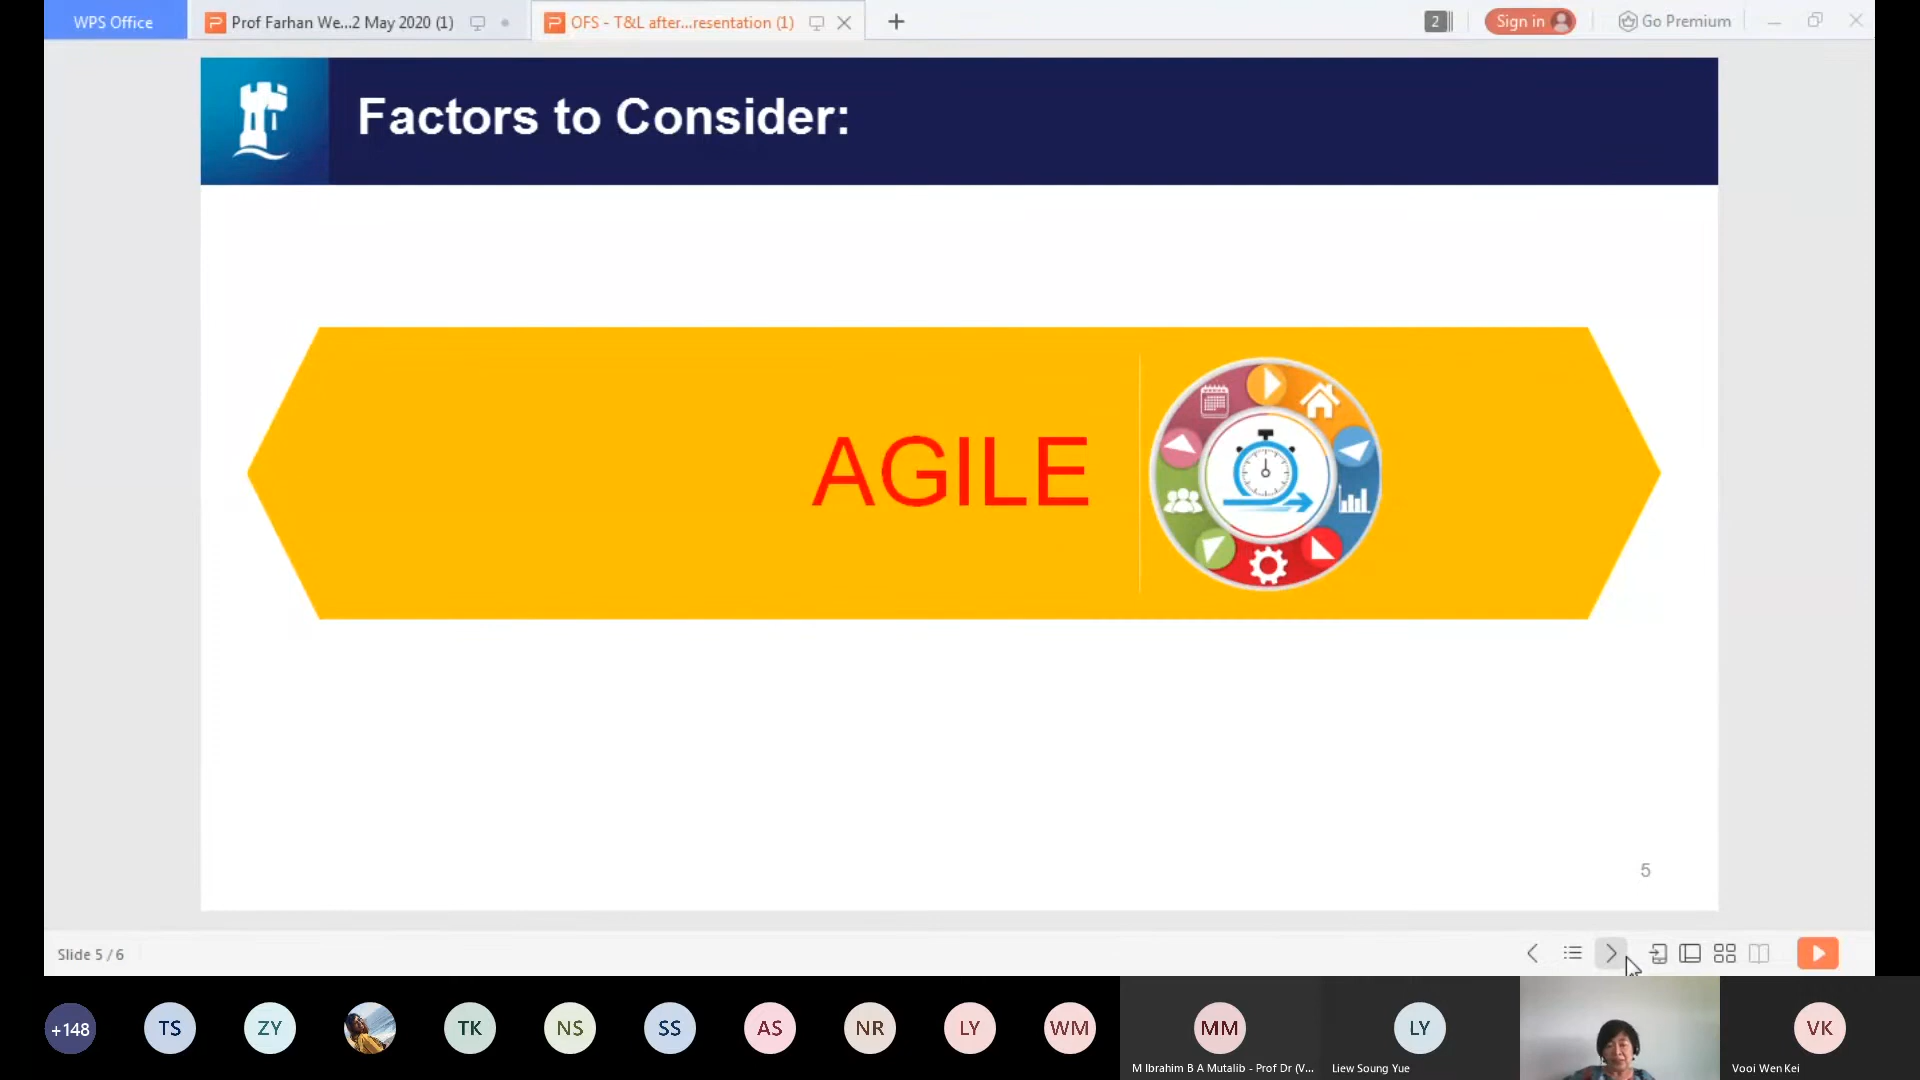 WPS Office
Prof Farhan We...2 May 2020 (1)
OFS - T&L after...resentation (1)
2
Sign in
Go Premium
Factors to Consider:
AGILE
5
Slide 5 / 6
+148
TS
ZY
TK
NS
SS
AS
NR
LY
WM
MM
M Ibrahim B A Mutalib - Prof Dr (V...
LY
Liew Soung Yue
VK
Vooi Wen Kei